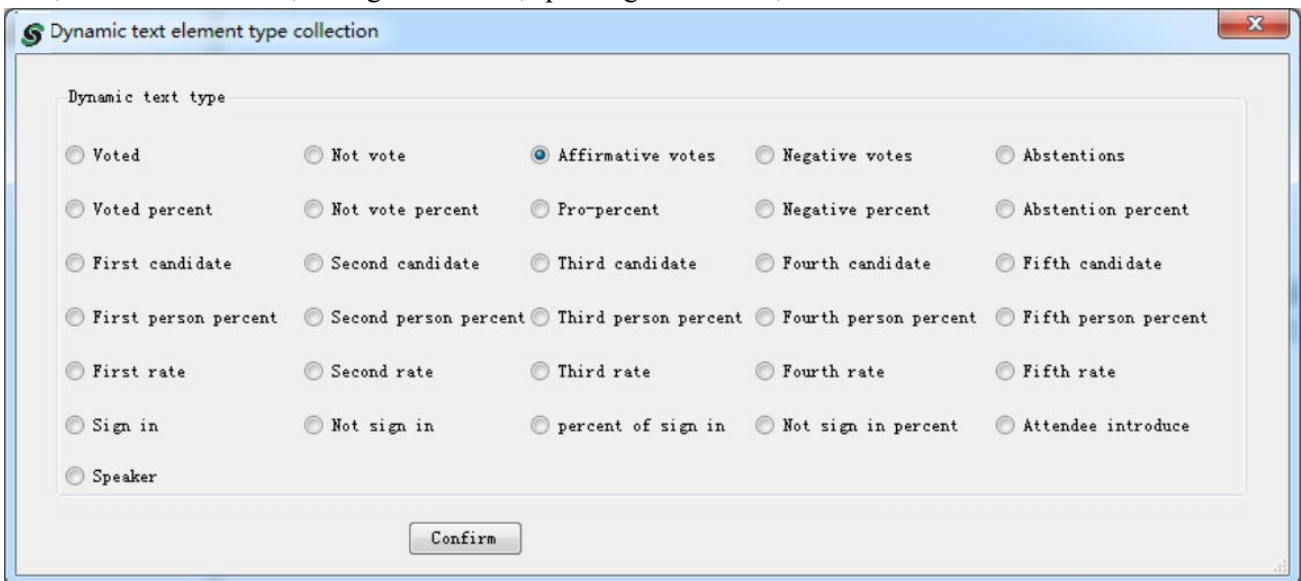 Dynamic text element type collection
Dynamic text type
Voted Not vote Affirmative votes Negative votes Abstentions
Voted percent Not vote percent Pro-percent Negative percent Abstention percent
First candidate Second candidate Third candidate Fourth candidate Fifth candidate
First person percent Second person percent Third person percent Fourth person percent Fifth person percent
First rate Second rate Third rate Fourth rate Fifth rate
Sign in Not sign in percent of sign in Not sign in percent Attendee introduce
Speaker
Confirm